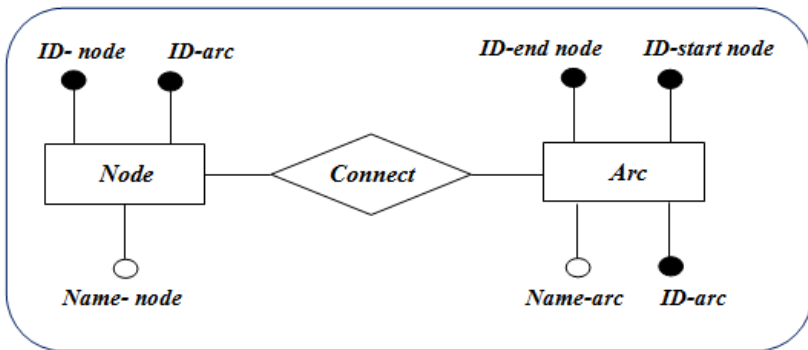 ID- node
ID-arc
ID-end node
ID-start node
Node
Connect
Arc
Name- node
Name-arc
ID-arc